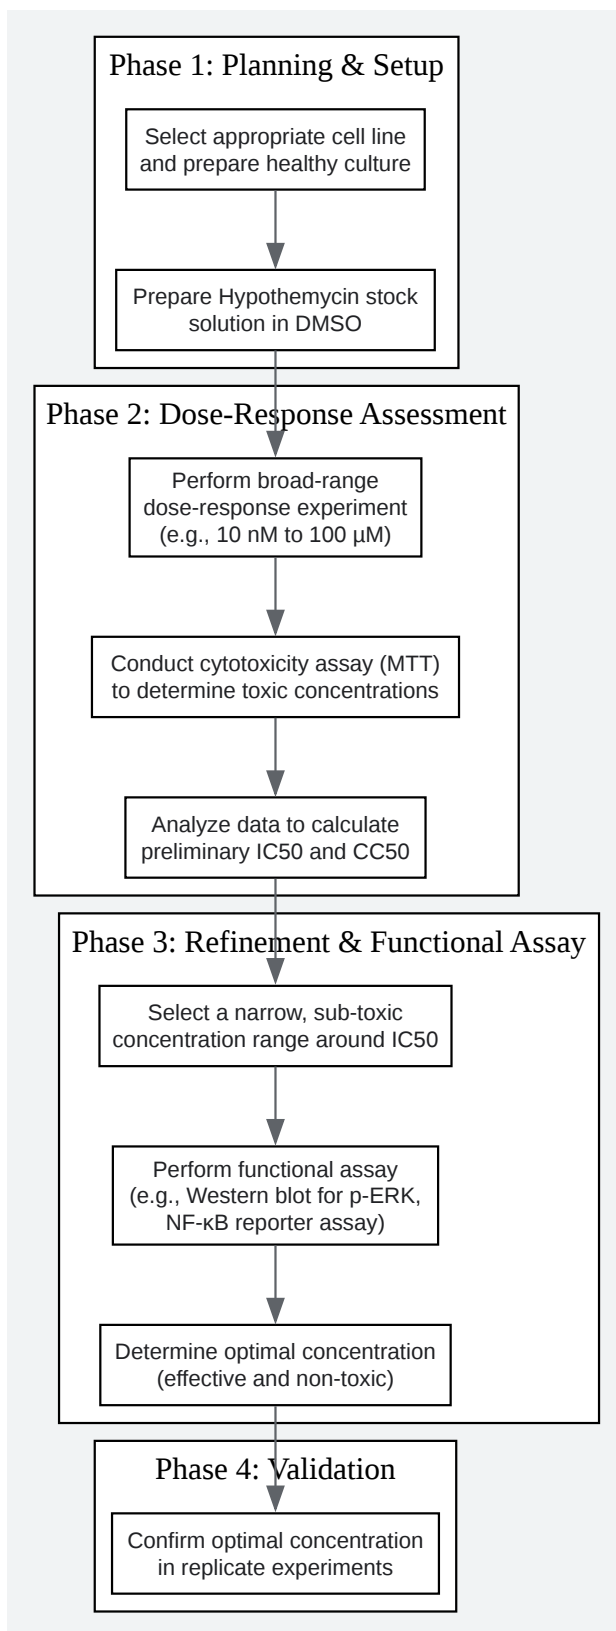 Phase 1: Planning & Setup
Select appropriate cell line
and prepare healthy culture
Prepare Hypothemycin stock
solution in DMSO
Phase 2: Dose-Response Assessment
Perform broad-range
dose-response experiment
(e.g., 10 nM to 100 µM)
Conduct cytotoxicity assay (MTT)
to determine toxic concentrations
Analyze data to calculate
preliminary IC50 and CC50
Phase 3: Refinement & Functional Assay
Select a narrow, sub-toxic
concentration range around IC50
Perform functional assay
(e.g., Western blot for p-ERK,
NF-κB reporter assay)
Determine optimal concentration
(effective and non-toxic)
Phase 4: Validation
Confirm optimal concentration
in replicate experiments